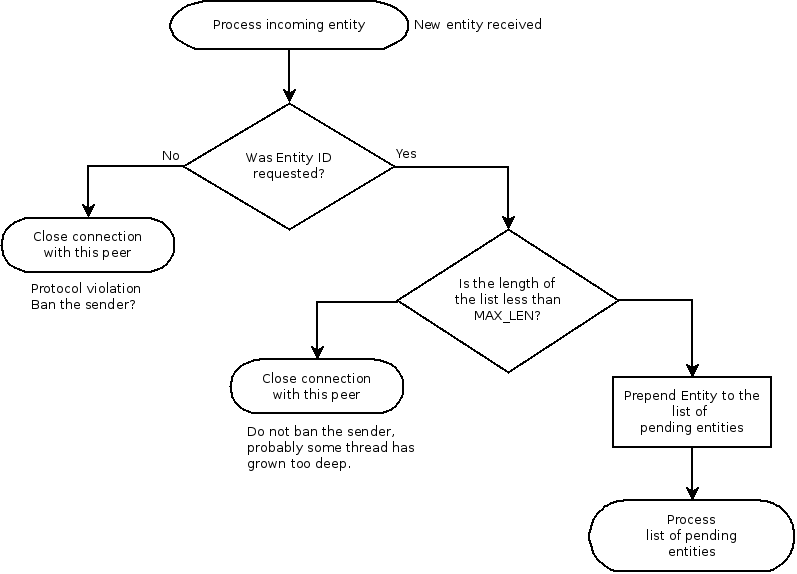 Process incoming entity
New entity received
No
Was Entity ID
requested?
Yes
Close connection
with this peer
Protocol violation
Ban the sender?
Is the length of
the list less than
MAX_LEN?
Close connection
with this peer
Do not ban the sender,
probably some thread has
grown too deep.
Prepend Entity to the
list of
pending entities
Process
list of pending
entities